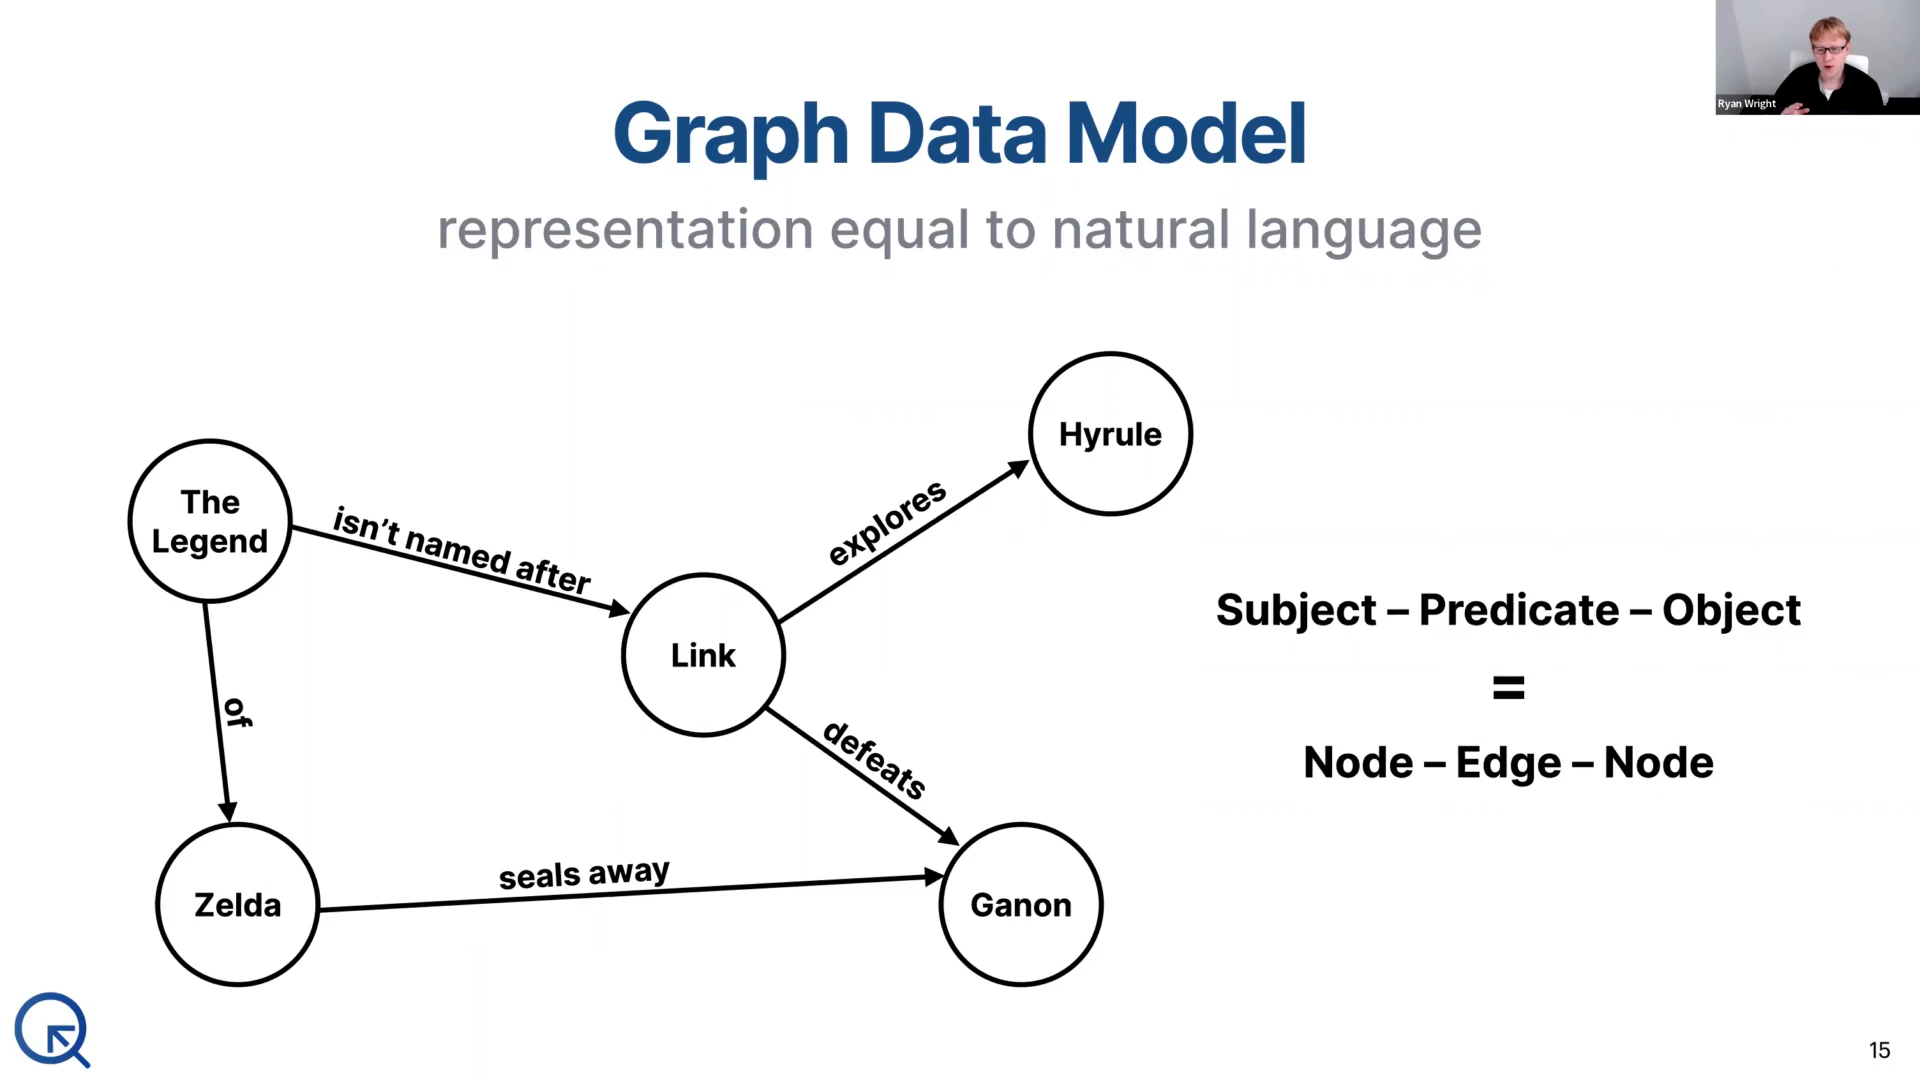 Ryan Wright
Graph Data Model
representation equal to natural language
Hyrule
The
Legend
isn't named after
explores
Link
of
defeats
Zelda
seals away
Ganon
Subject – Predicate – Object
=
Node – Edge – Node
15